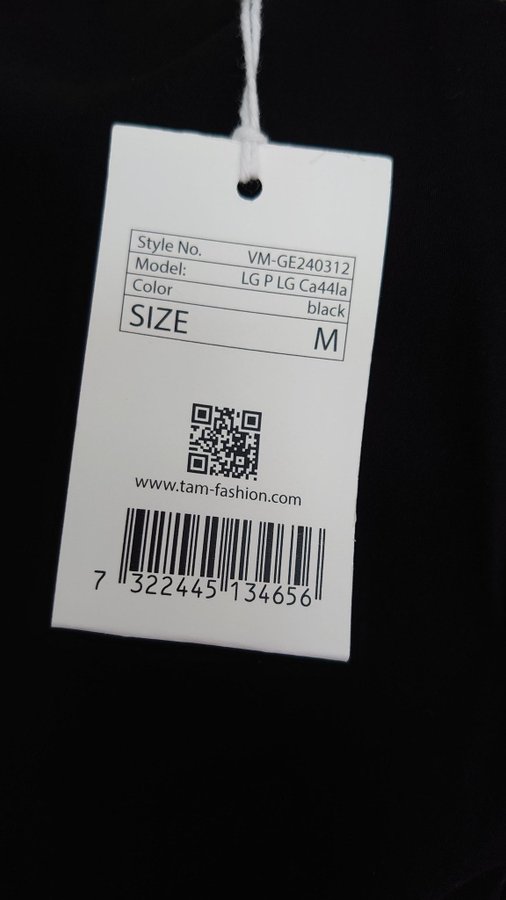 Style No. VM-GE240312
Model: LG P LG Ca44la
Color black
SIZE M
www.tam-fashion.com
7 322445 134656